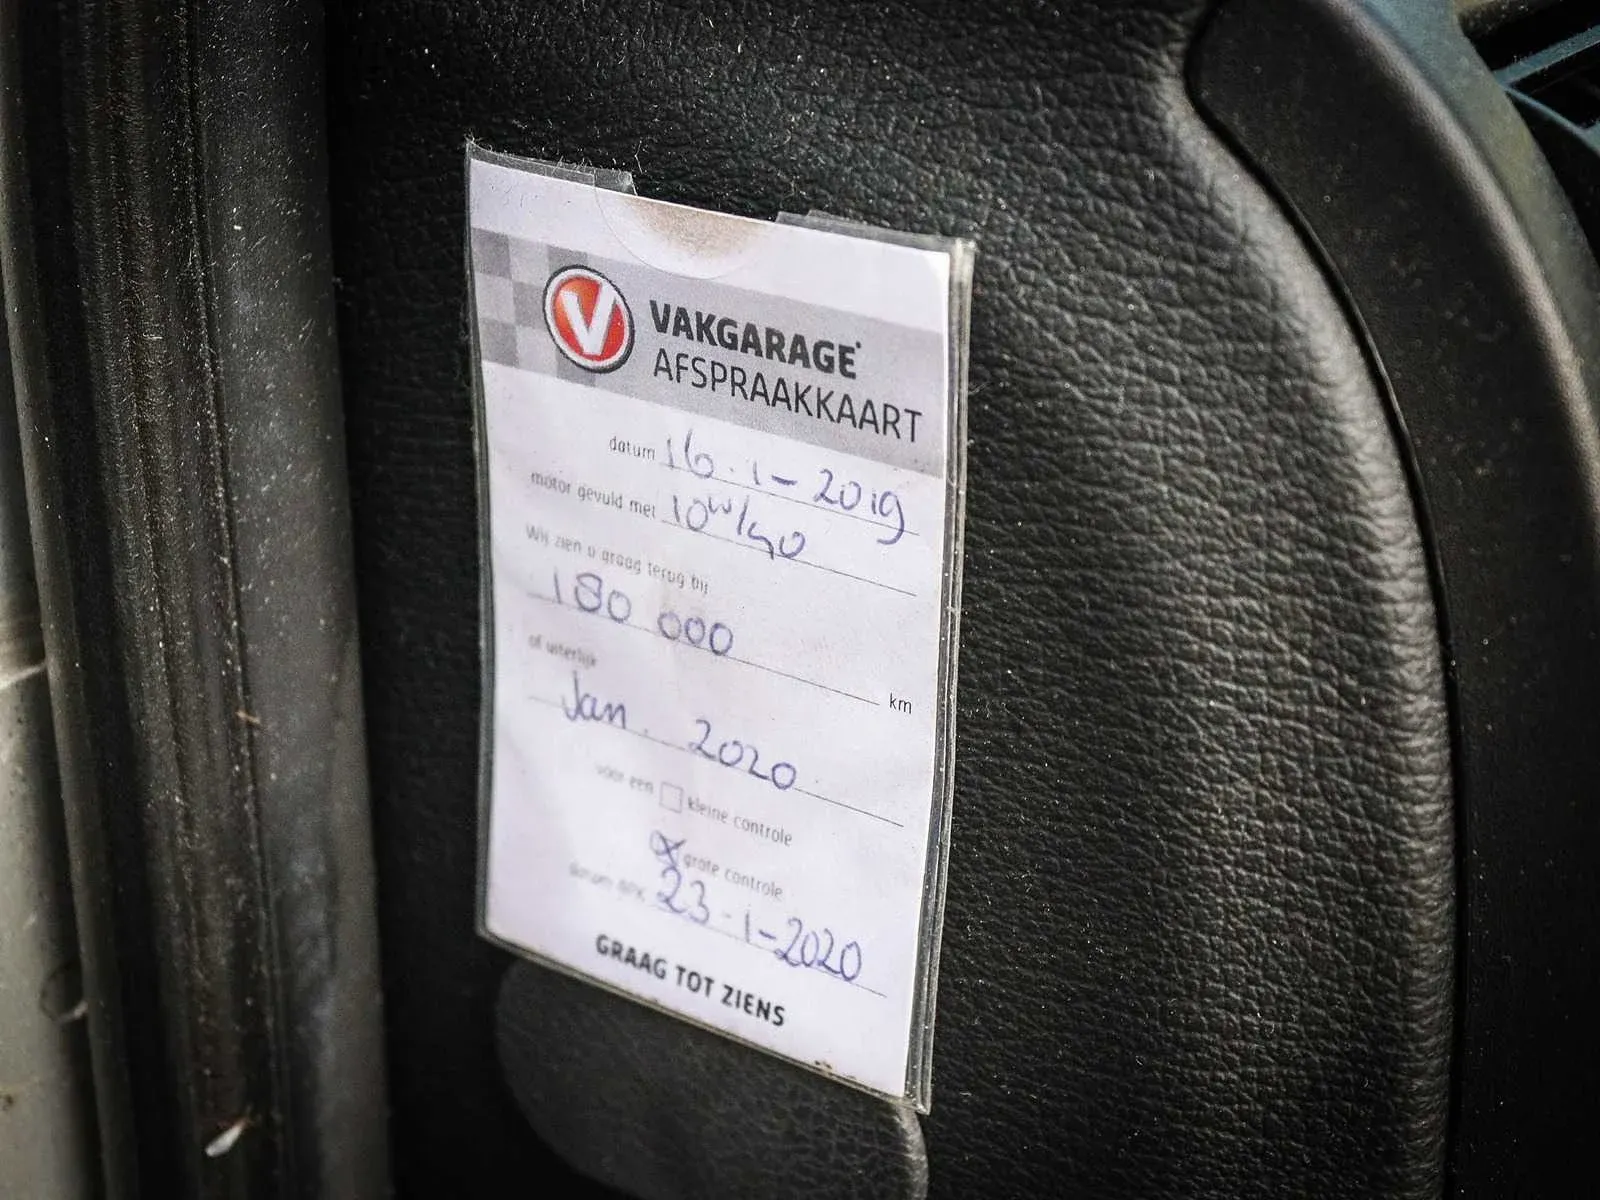 V
VAKGARAGE
AFSPRAAKKAART
datum 16-1-2019
motor gevuld met 10W/40
Wij zien u graag terug bij
180 000 km
of uiterlijk
Jan. 2020
voor een kleine controle
grote controle
datum APK 23-1-2020
GRAAG TOT ZIENS